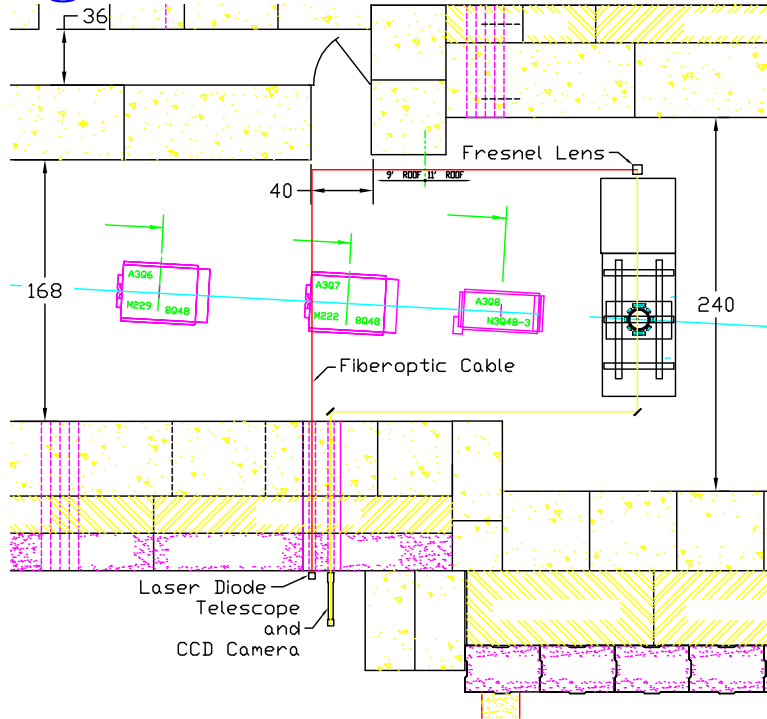 36
Fresnel Lens
9' ROOF 11' ROOF
40
A3Q6
M229 8Q48
A3Q7
M222 8Q48
A3Q8
N3Q48-3
168
240
Fiberoptic Cable
Laser Diode
Telescope
and
CCD Camera